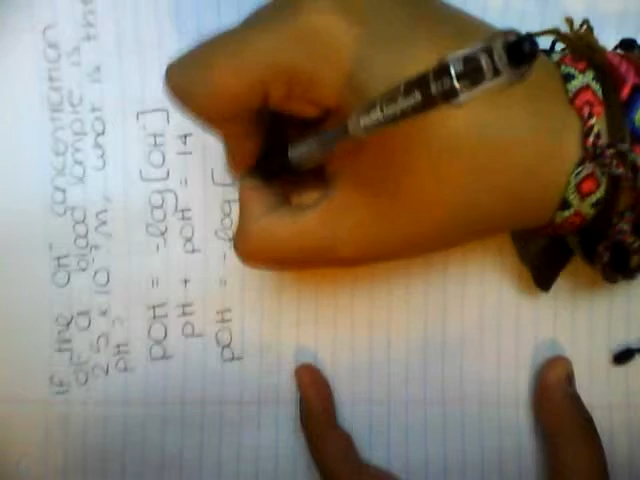 If the OH⁻ concentration
of a blood sample is
2.5 x 10⁻⁷ M, what is the
pH?
pOH = -log[OH⁻]
pH + pOH = 14
pOH = -log[